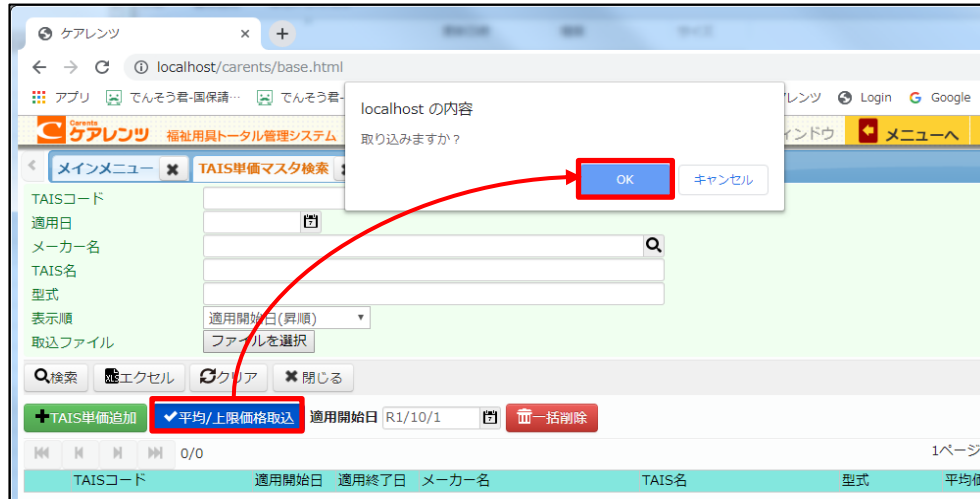 ケアレンツ × +
localhost/carents/base.html
アプリ でんそう君-国保請… でんそう君- レンツ Login G Google
localhost の内容
取り込みますか？
OK キャンセル
Carents ケアレンツ 福祉用具トータル管理システム ィンドウ メニューへ
メインメニュー TAIS単価マスタ検索
TAISコード
適用日
メーカー名
TAIS名
型式
表示順 適用開始日(昇順)
取込ファイル ファイルを選択
検索 エクセル クリア 閉じる
TAIS単価追加 平均/上限価格取込 適用開始日 R1/10/1 一括削除
0/0 1ページ
TAISコード 適用開始日 適用終了日 メーカー名 TAIS名 型式 平均